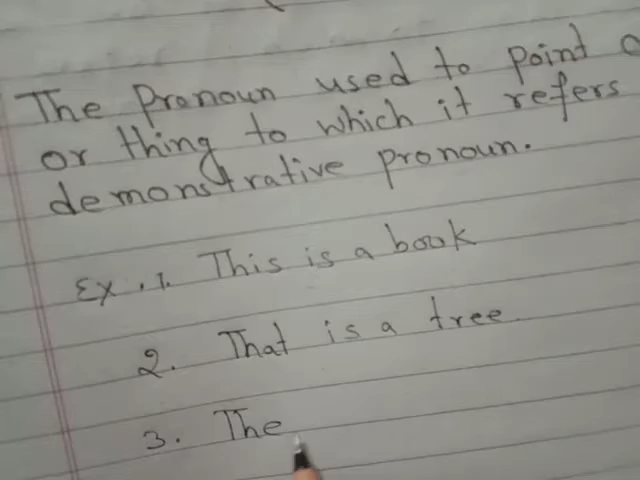 The Pronoun used to point
or thing to which it refers
demonstrative pronoun.
Ex. 1. This is a book
2. That is a tree.
3. The